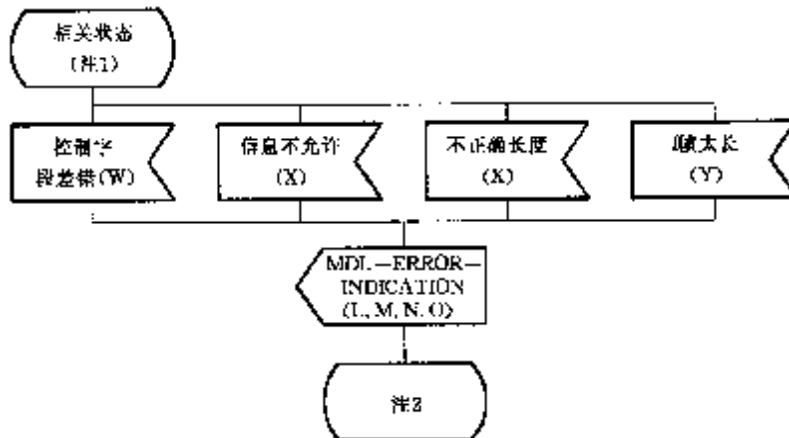 相关状态
(注1)
控制字
段差错(W)
信息不允许
(X)
不正确长度
(X)
I帧太长
(Y)
MDL—ERROR—
INDICATION
(L, M, N, O)
注2